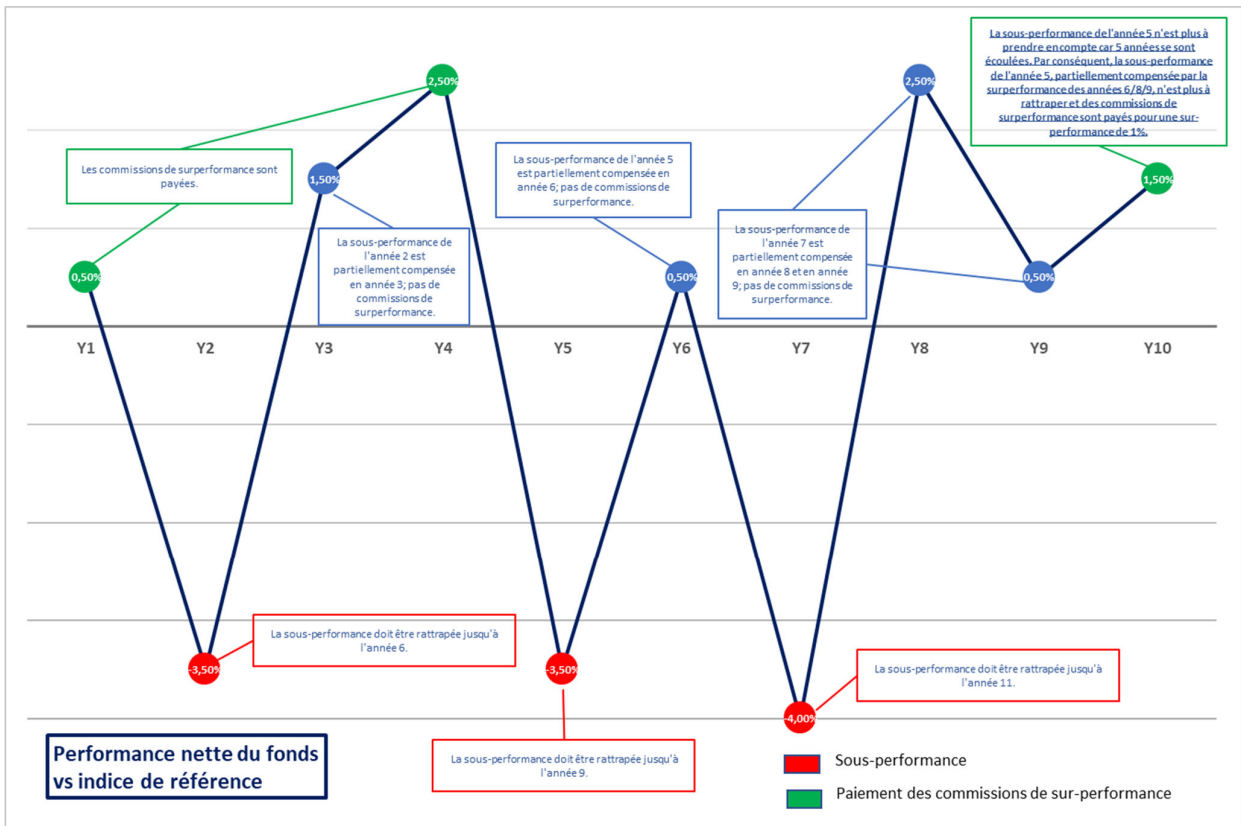 La sous-performance de l'année 5 n'est plus à
prendre en compte car 5 années se sont
écoulées. Par conséquent, la sous-performance
de l'année 5, partiellement compensée par la
surperformance des années 6/8/9, n'est plus à
rattraper et des commissions de
surperformance sont payés pour une sur-
performance de 1%.
2,50%
2,50%
Les commissions de surperformance sont
payées.
La sous-performance de l'année 5
est partiellement compensée en
année 6; pas de commissions de
surperformance.
1,50%
1,50%
La sous-performance de
l'année 2 est
partiellement compensée
en année 3; pas de
commissions de
surperformance.
La sous-performance de
l'année 7 est
partiellement compensée
en année 8 et en année
9; pas de commissions de
surperformance.
0,50%
0,50%
0,50%
Y1
Y2
Y3
Y4
Y5
Y6
Y7
Y8
Y9
Y10
La sous-performance doit être rattrapée jusqu'à
l'année 6.
-3,50%
-3,50%
La sous-performance doit être rattrapée jusqu'à
l'année 11.
-4,00%
Performance nette du fonds
vs indice de référence
La sous-performance doit être rattrapée jusqu'à
l'année 9.
Sous-performance
Paiement des commissions de sur-performance